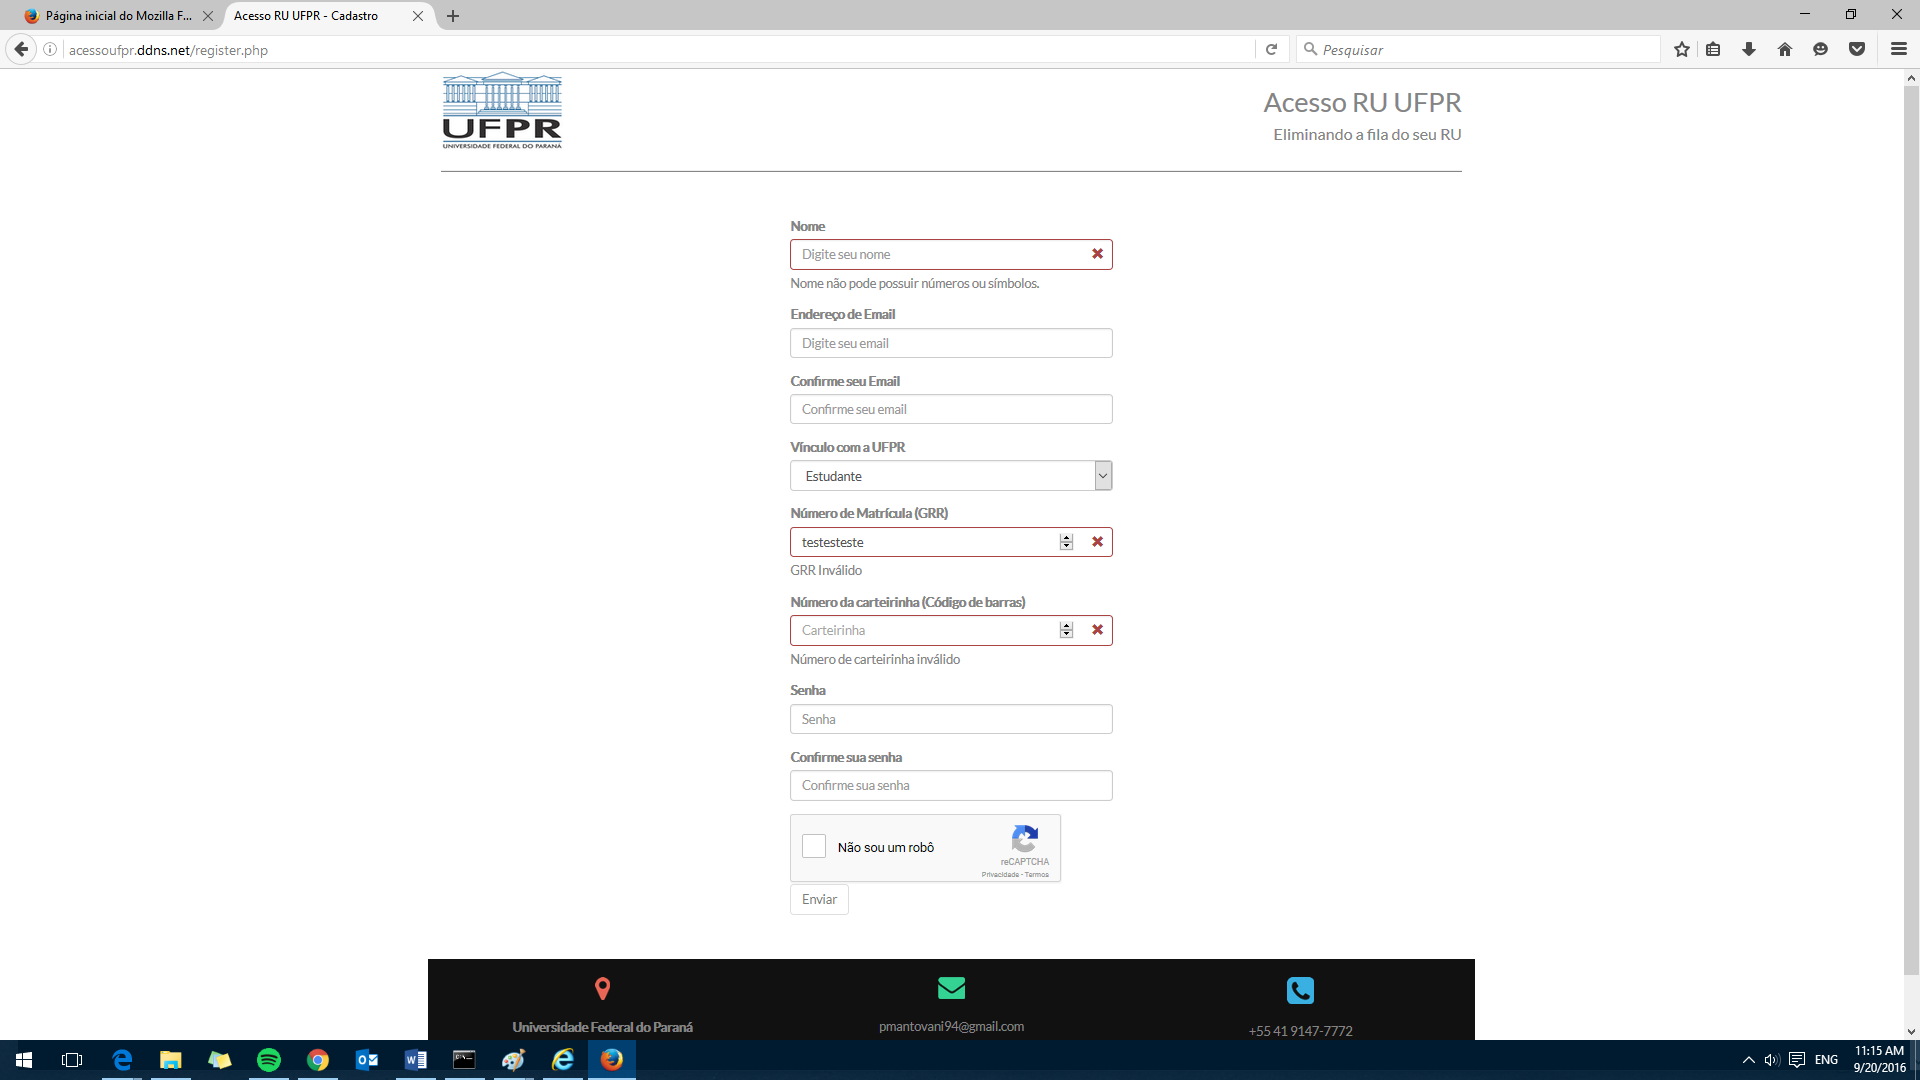 Página inicial do Mozilla F...
Acesso RU UFPR - Cadastro
acessoufpr.ddns.net/register.php
Pesquisar
UFPR
UNIVERSIDADE FEDERAL DO PARANÁ
Acesso RU UFPR
Eliminando a fila do seu RU
Nome
Digite seu nome
Nome não pode possuir números ou símbolos.
Endereço de Email
Digite seu email
Confirme seu Email
Confirme seu email
Vínculo com a UFPR
Estudante
Número de Matrícula (GRR)
testesteste
GRR Inválido
Número da carteirinha (Código de barras)
Carteirinha
Número de carteirinha inválido
Senha
Senha
Confirme sua senha
Confirme sua senha
Não sou um robô
reCAPTCHA
Privacidade - Termos
Enviar
Universidade Federal do Paraná
pmantovani94@gmail.com
+55 41 9147-7772
ENG
11:15 AM
9/20/2016